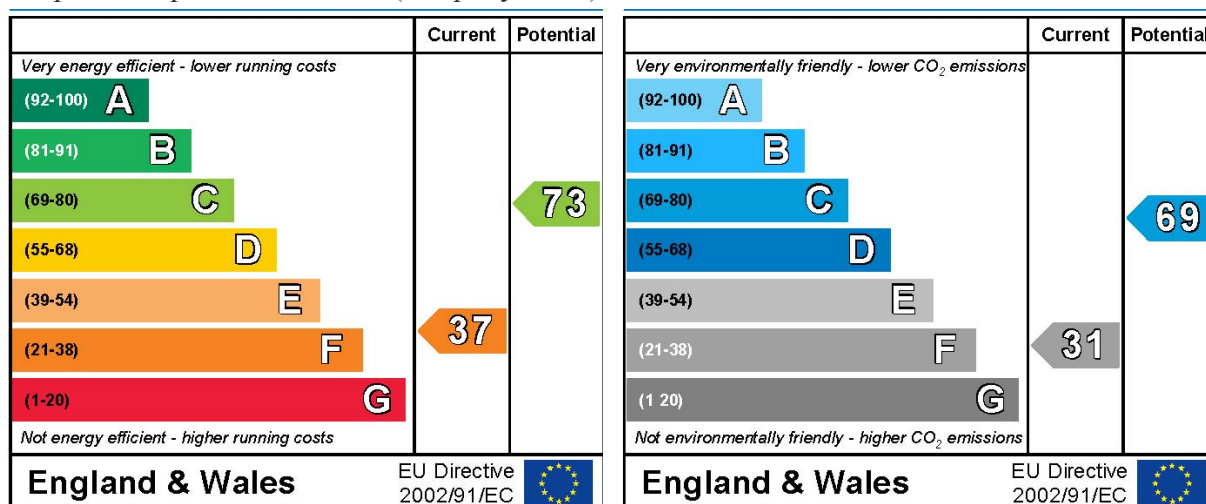 Current Potential
Very energy efficient - lower running costs
(92-100) A
(81-91) B
(69-80) C
73
(55-68) D
(39-54) E
37
(21-38) F
(1-20) G
Not energy efficient - higher running costs
England & Wales
EU Directive
2002/91/EC
Current Potential
Very environmentally friendly - lower CO2 emissions
(92-100) A
(81-91) B
(69-80) C
69
(55-68) D
(39-54) E
(21-38) F
31
(1 20) G
Not environmentally friendly - higher CO2 emissions
England & Wales
EU Directive
2002/91/EC